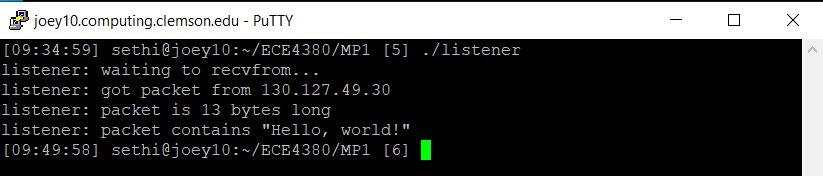 joey10.computing.clemson.edu - PuTTY
[09:34:59] sethi@joey10:~/ECE4380/MP1 [5] ./listener
listener: waiting to recvfrom...
listener: got packet from 130.127.49.30
listener: packet is 13 bytes long
listener: packet contains "Hello, world!"
[09:49:58] sethi@joey10:~/ECE4380/MP1 [6]